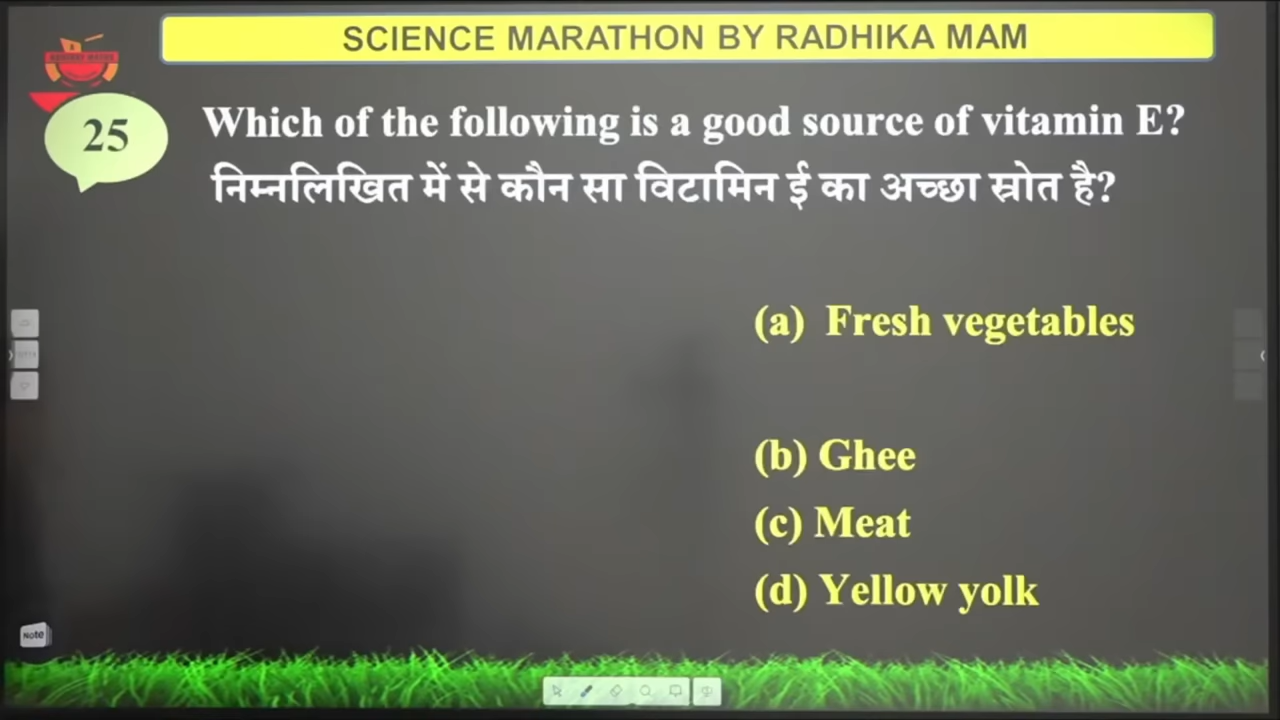 SCIENCE MARATHON BY RADHIKA MAM
25
Which of the following is a good source of vitamin E?
निम्नलिखित में से कौन सा विटामिन ई का अच्छा स्रोत है?
(a) Fresh vegetables
(b) Ghee
(c) Meat
(d) Yellow yolk
Note